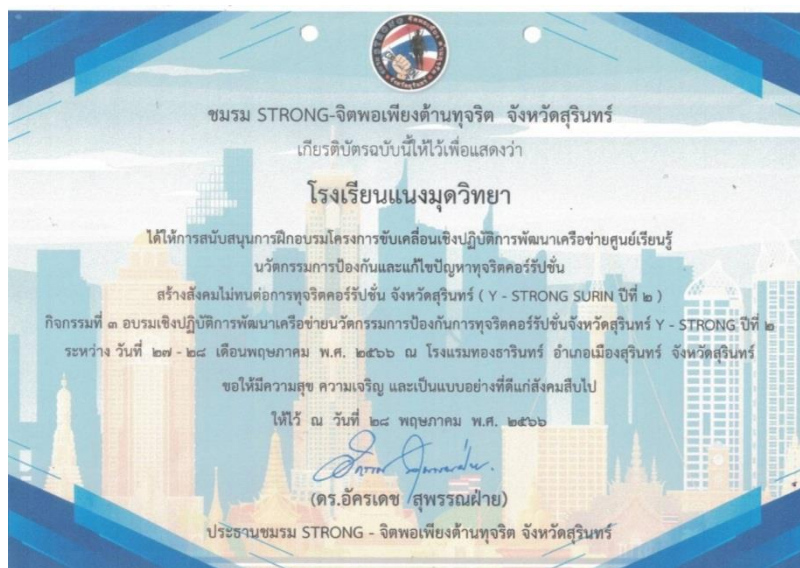 ชมรม STRONG-จิตพอเพียงต้านทุจริต จังหวัดสุรินทร์
เกียรติบัตรฉบับนี้ให้ไว้เพื่อแสดงว่า
โรงเรียนแนงมุดวิทยา
ได้ให้การสนับสนุนการฝึกอบรมโครงการขับเคลื่อนเชิงปฏิบัติการพัฒนาเครือข่ายศูนย์เรียนรู้
นวัตกรรมการป้องกันและแก้ไขปัญหาทุจริตคอร์รัปชั่น
สร้างสังคมไม่ทนต่อการทุจริตคอร์รัปชั่น จังหวัดสุรินทร์ ( Y - STRONG SURIN ปีที่ ๒ )
กิจกรรมที่ ๓ อบรมเชิงปฏิบัติการพัฒนาเครือข่ายนวัตกรรมการป้องกันการทุจริตคอร์รัปชั่นจังหวัดสุรินทร์ Y - STRONG ปีที่ ๒
ระหว่าง วันที่ ๒๗ - ๒๘ เดือนพฤษภาคม พ.ศ. ๒๕๖๖ ณ โรงแรมทองธารินทร์ อำเภอเมืองสุรินทร์ จังหวัดสุรินทร์
ขอให้มีความสุข ความเจริญ และเป็นแบบอย่างที่ดีแก่สังคมสืบไป
ให้ไว้ ณ วันที่ ๒๘ พฤษภาคม พ.ศ. ๒๕๖๖
(ดร.อัครเดช สุพรรณฝ่าย)
ประธานชมรม STRONG - จิตพอเพียงต้านทุจริต จังหวัดสุรินทร์